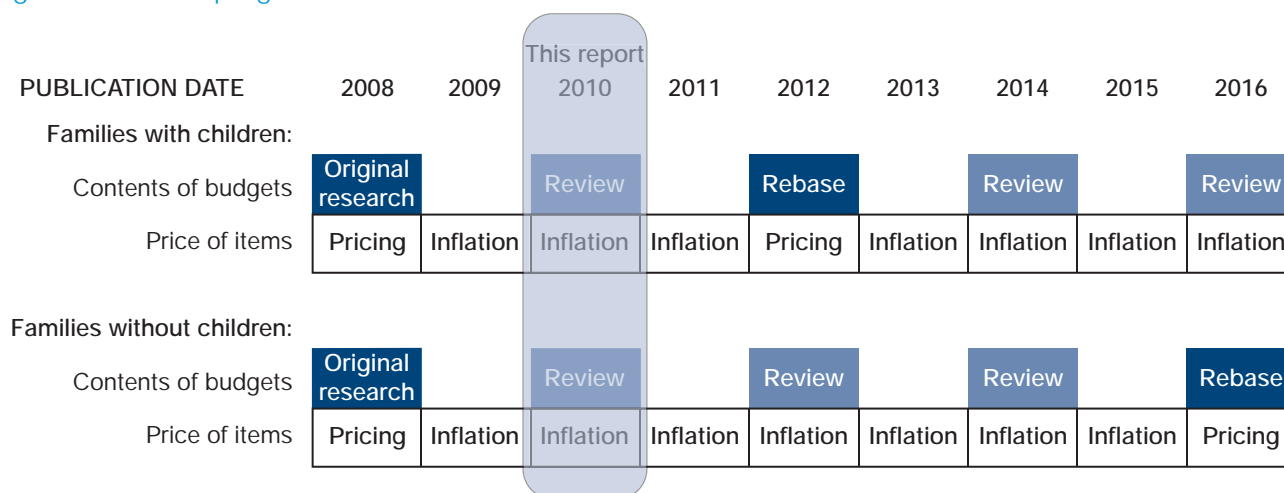 This report
PUBLICATION DATE 2008 2009 2010 2011 2012 2013 2014 2015 2016
Families with children:
Contents of budgets Original research Review Rebase Review Review
Price of items Pricing Inflation Inflation Inflation Pricing Inflation Inflation Inflation Inflation
Families without children:
Contents of budgets Original research Review Review Review Rebase
Price of items Pricing Inflation Inflation Inflation Inflation Inflation Inflation Inflation Pricing